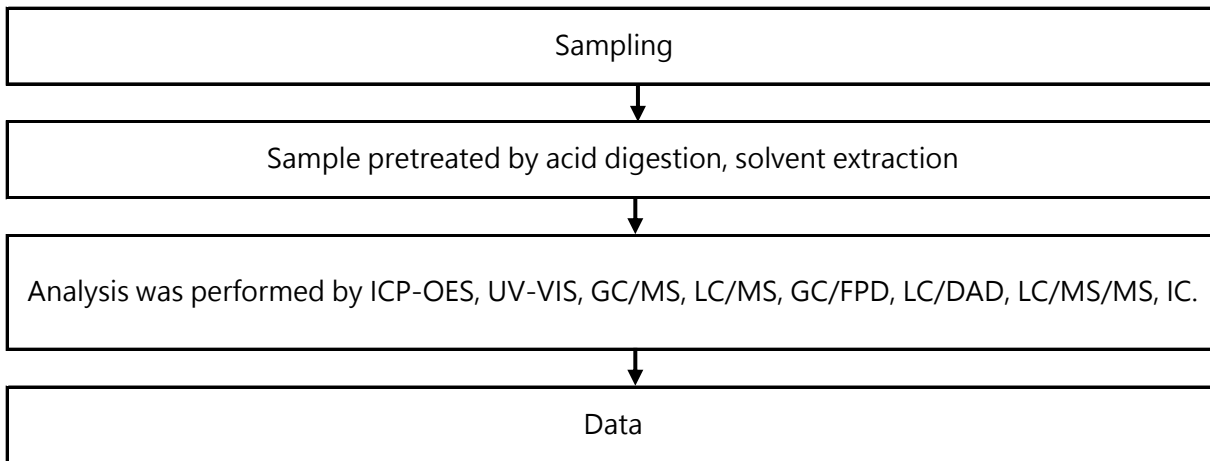 Sampling
Sample pretreated by acid digestion, solvent extraction
Analysis was performed by ICP-OES, UV-VIS, GC/MS, LC/MS, GC/FPD, LC/DAD, LC/MS/MS, IC.
Data